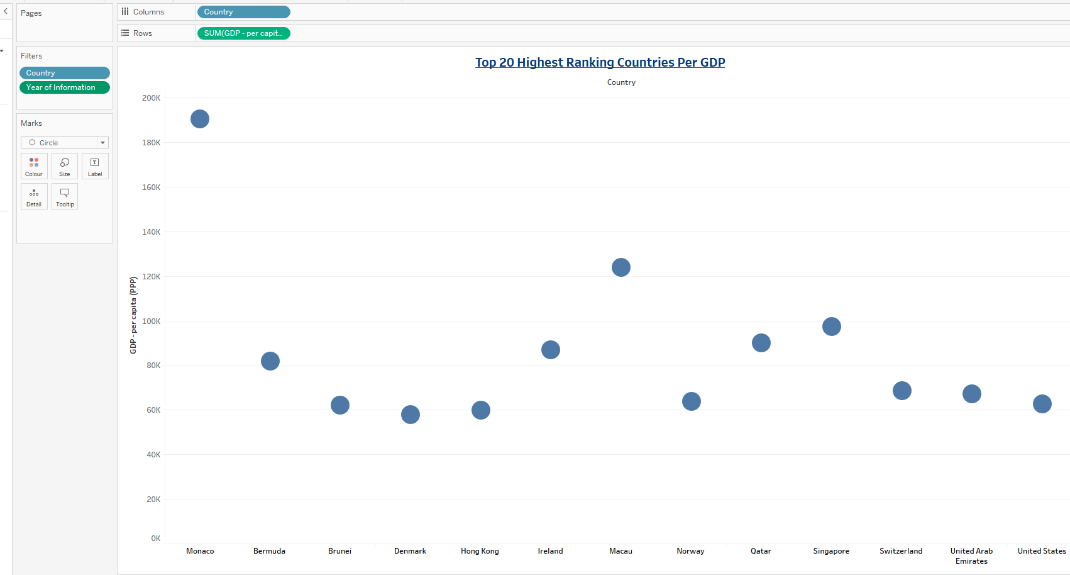 Pages
Columns
Country
Rows
SUM(GDP - per capit..
Filters
Country
Year of Information
Marks
Circle
Colour
Size
Label
Detail
Tooltip
Top 20 Highest Ranking Countries Per GDP
Country
GDP - per capita (PPP)
200K
180K
160K
140K
120K
100K
80K
60K
40K
20K
0K
Monaco
Bermuda
Brunei
Denmark
Hong Kong
Ireland
Macau
Norway
Qatar
Singapore
Switzerland
United Arab
Emirates
United States